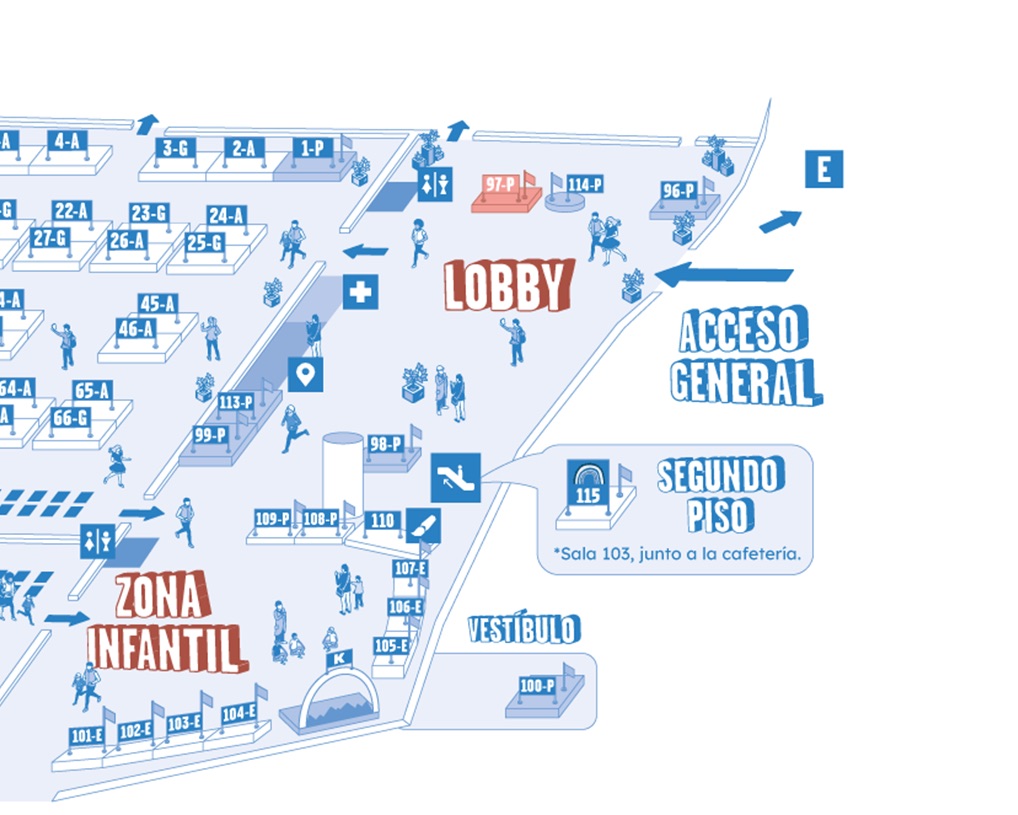 4-A
3-G
2-A
1-P
E
97-P
114-P
96-P
22-A
23-G
24-A
27-G
26-A
25-G
LOBBY
45-A
46-A
ACCESO
GENERAL
64-A
65-A
66-G
113-P
99-P
98-P
115
SEGUNDO
PISO
*Sala 103, junto a la cafetería.
109-P
108-P
110
107-E
106-E
105-E
ZONA
INFANTIL
VESTÍBULO
K
100-P
101-E
102-E
103-E
104-E